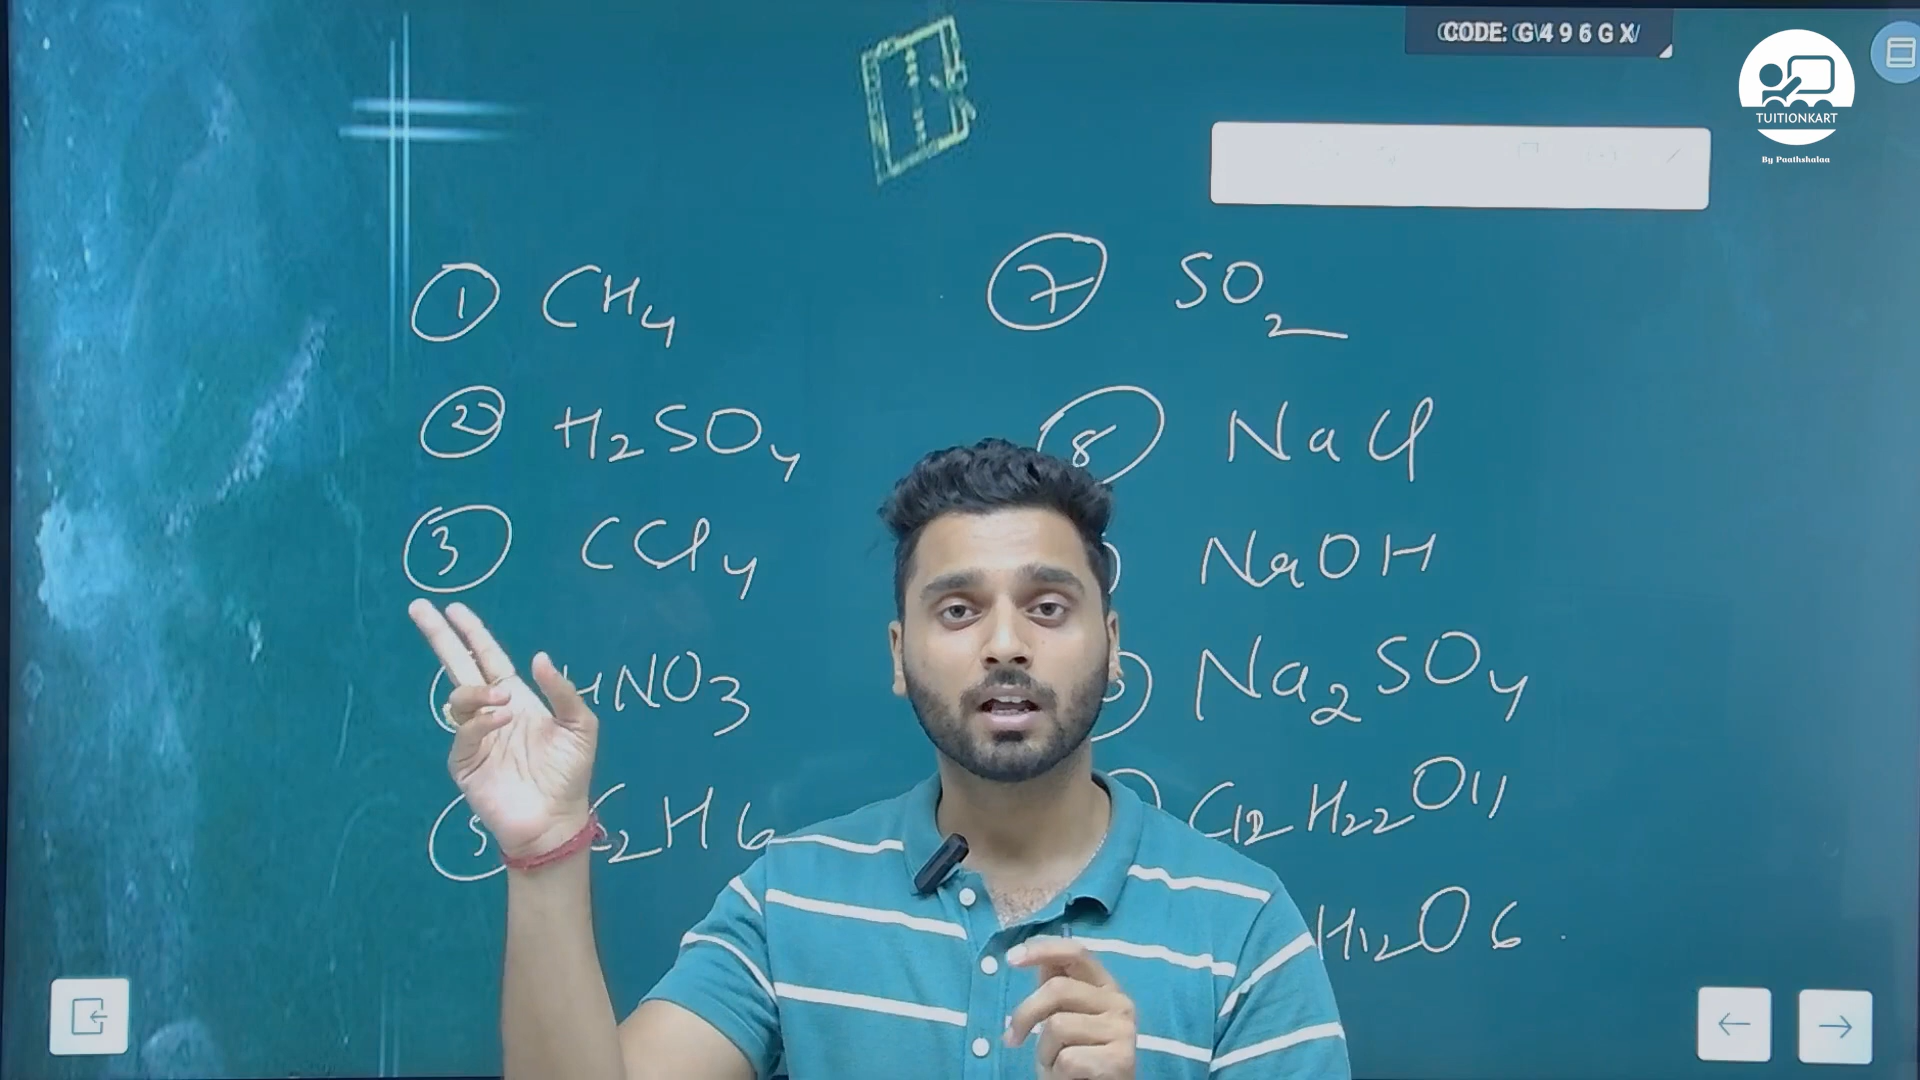 CODE: G496GX
TUITIONKART
By Paathshalaa
1 CH4
2 H2SO4
3 CCl4
HNO3
5 C2H6
7 SO2
8 NaCl
NaOH
Na2SO4
C12H22O11
H12O6